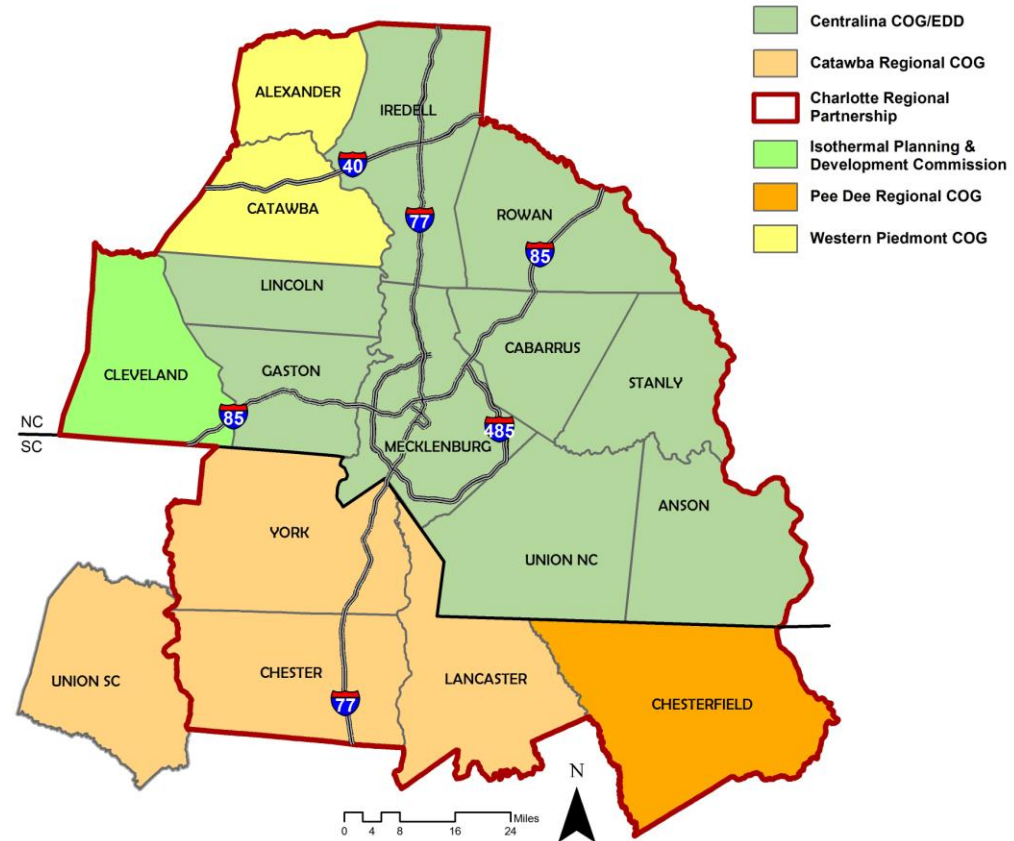 Centralina COG/EDD
Catawba Regional COG
Charlotte Regional
Partnership
Isothermal Planning &
Development Commission
Pee Dee Regional COG
Western Piedmont COG
ALEXANDER
IREDELL
40
CATAWBA
77
ROWAN
85
LINCOLN
CABARRUS
CLEVELAND
GASTON
STANLY
85
NC
SC
485
MECKLENBURG
ANSON
YORK
UNION NC
UNION SC
CHESTER
LANCASTER
77
CHESTERFIELD
N
Miles
0 4 8 16 24